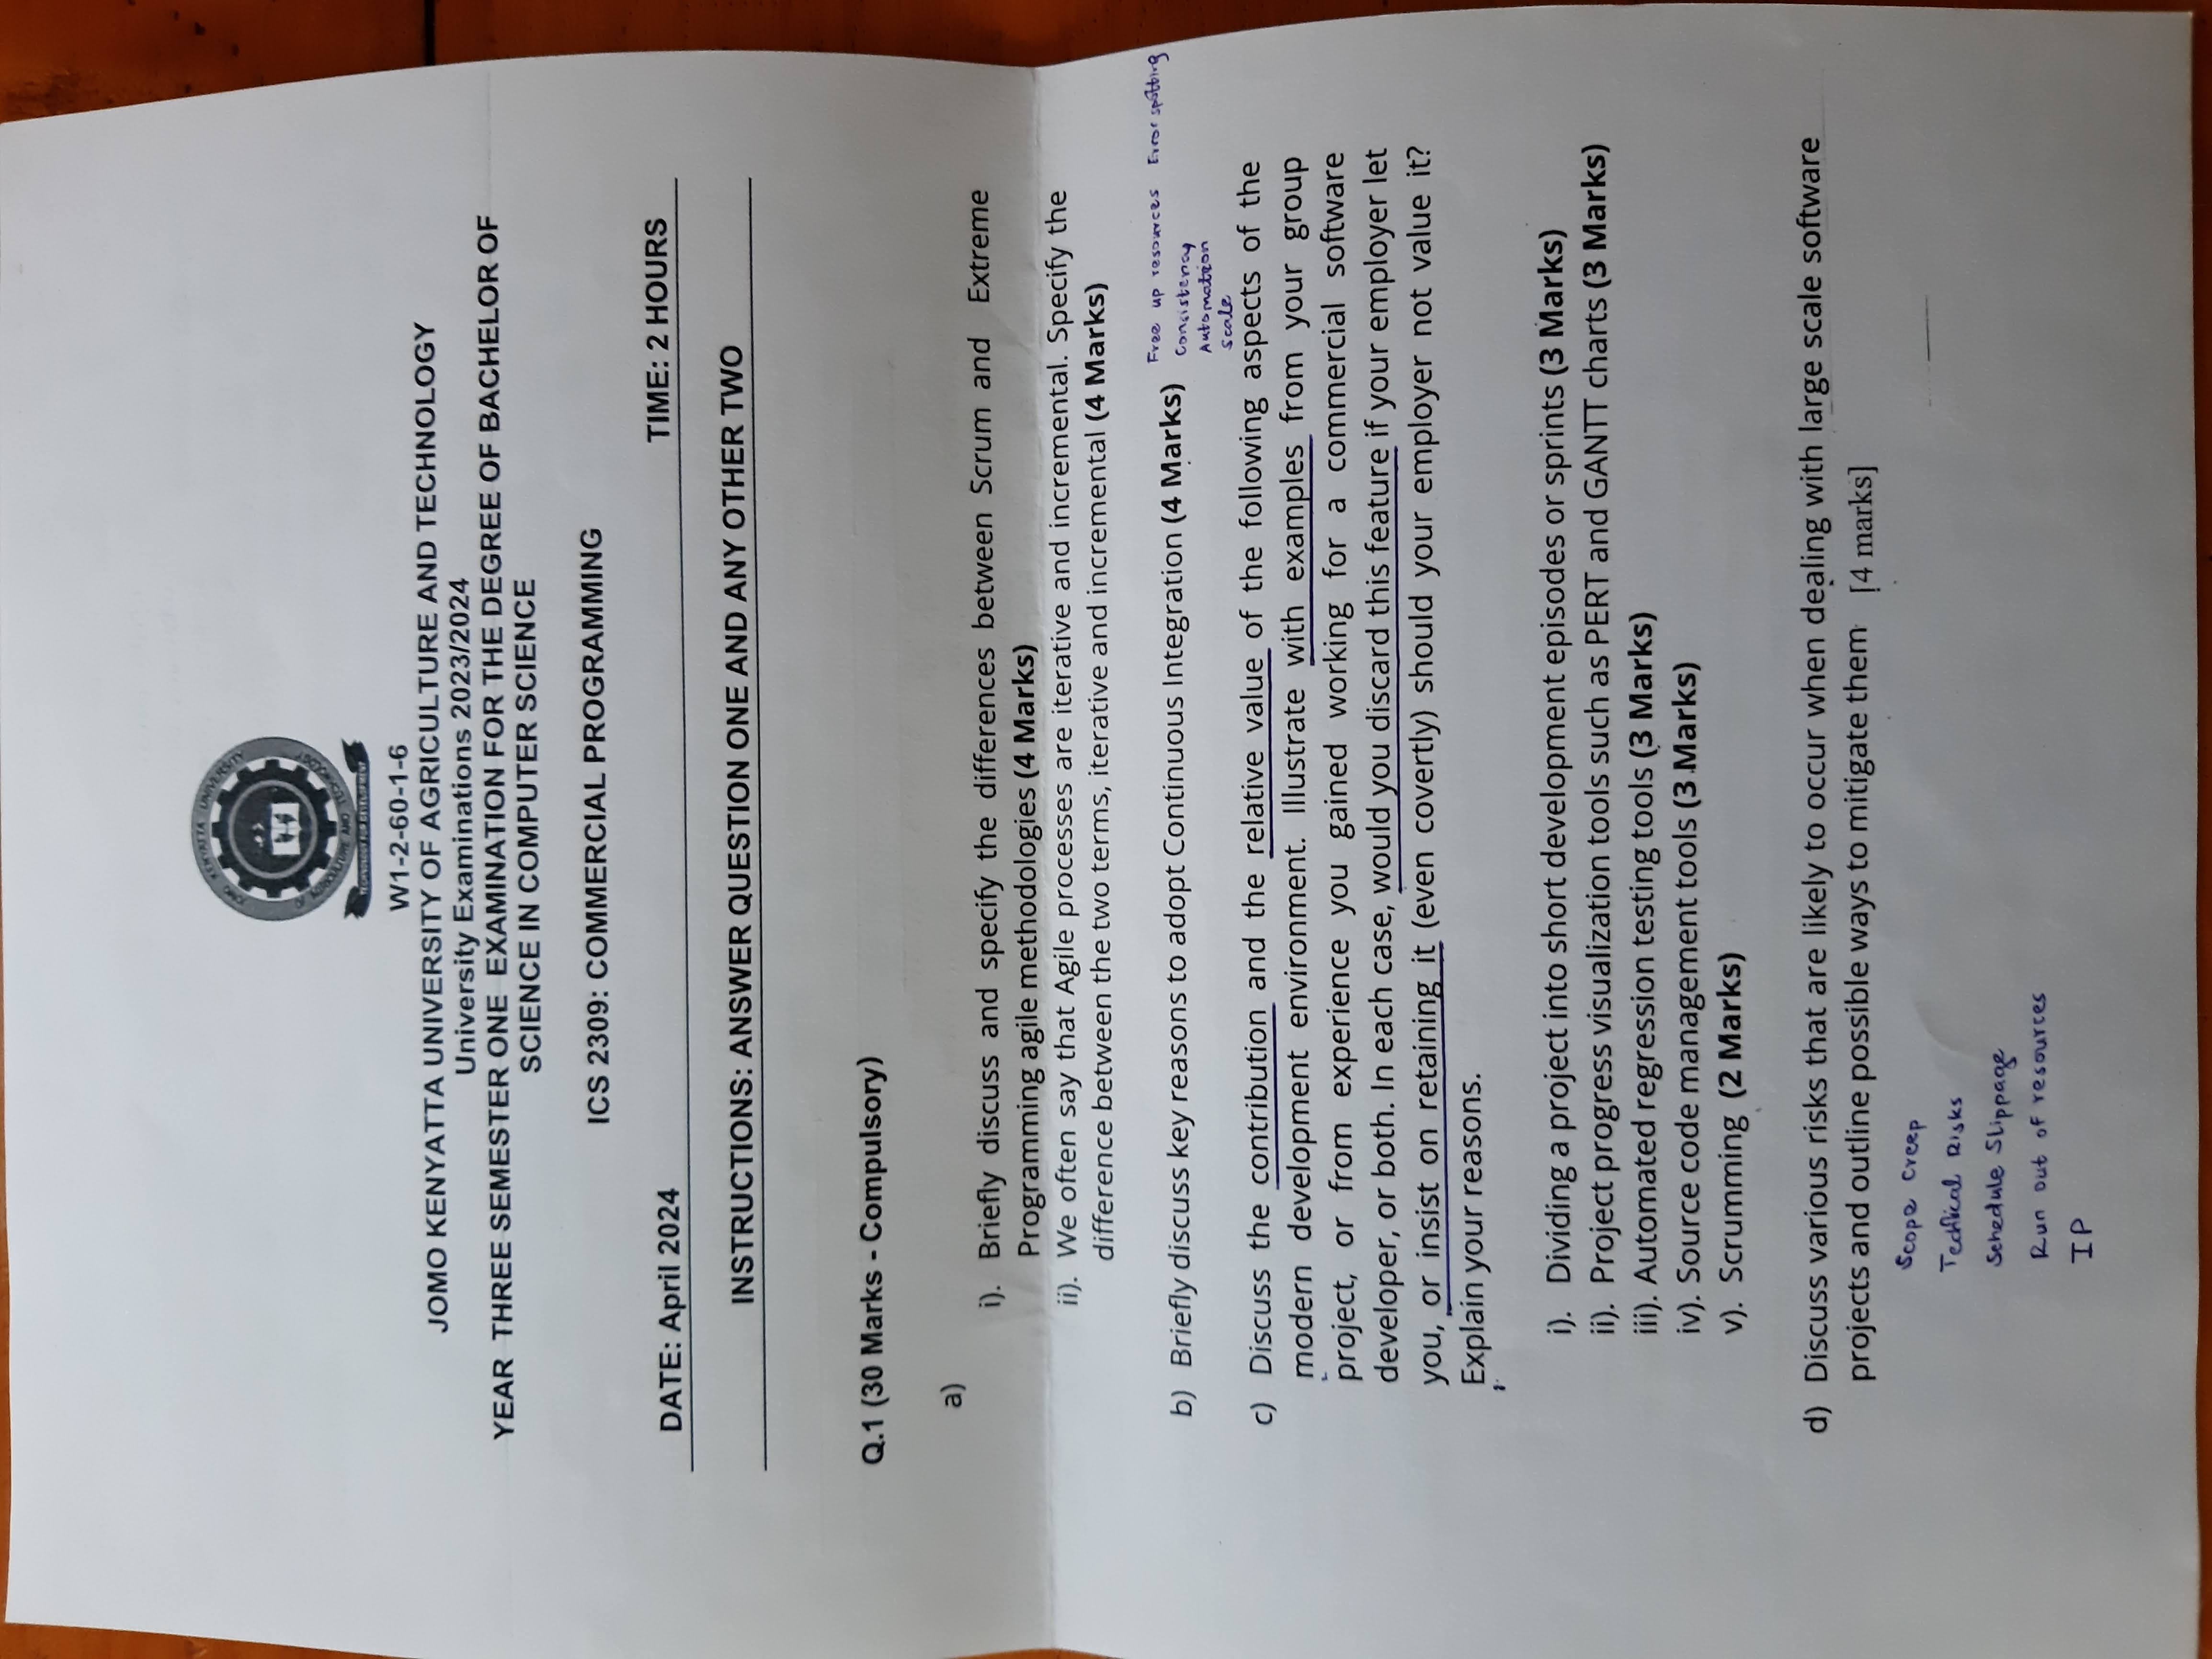 JOMO KENYATTA UNIVERSITY
OF AGRICULTURE AND TECHNOLOGY
TECHNOLOGY FOR DEVELOPMENT
W1-2-60-1-6
JOMO KENYATTA UNIVERSITY OF AGRICULTURE AND TECHNOLOGY
University Examinations 2023/2024
YEAR THREE SEMESTER ONE EXAMINATION FOR THE DEGREE OF BACHELOR OF
SCIENCE IN COMPUTER SCIENCE
ICS 2309: COMMERCIAL PROGRAMMING
DATE: April 2024 TIME: 2 HOURS
INSTRUCTIONS: ANSWER QUESTION ONE AND ANY OTHER TWO
Q.1 (30 Marks - Compulsory)
a)
i). Briefly discuss and specify the differences between Scrum and Extreme
Programming agile methodologies (4 Marks)
ii). We often say that Agile processes are iterative and incremental. Specify the
difference between the two terms, iterative and incremental (4 Marks)
b) Briefly discuss key reasons to adopt Continuous Integration (4 Marks)
Free up resources Error spotting
Consistency
Automation
Scale
c) Discuss the contribution and the relative value of the following aspects of the
modern development environment. Illustrate with examples from your group
project, or from experience you gained working for a commercial software
developer, or both. In each case, would you discard this feature if your employer let
you, or insist on retaining it (even covertly) should your employer not value it?
Explain your reasons.
i). Dividing a project into short development episodes or sprints (3 Marks)
ii). Project progress visualization tools such as PERT and GANTT charts (3 Marks)
iii). Automated regression testing tools (3 Marks)
iv). Source code management tools (3 Marks)
v). Scrumming (2 Marks)
d) Discuss various risks that are likely to occur when dealing with large scale software
projects and outline possible ways to mitigate them [4 marks]
Scope Creep
Technical Risks
Schedule Slippage
Run out of resources
IP